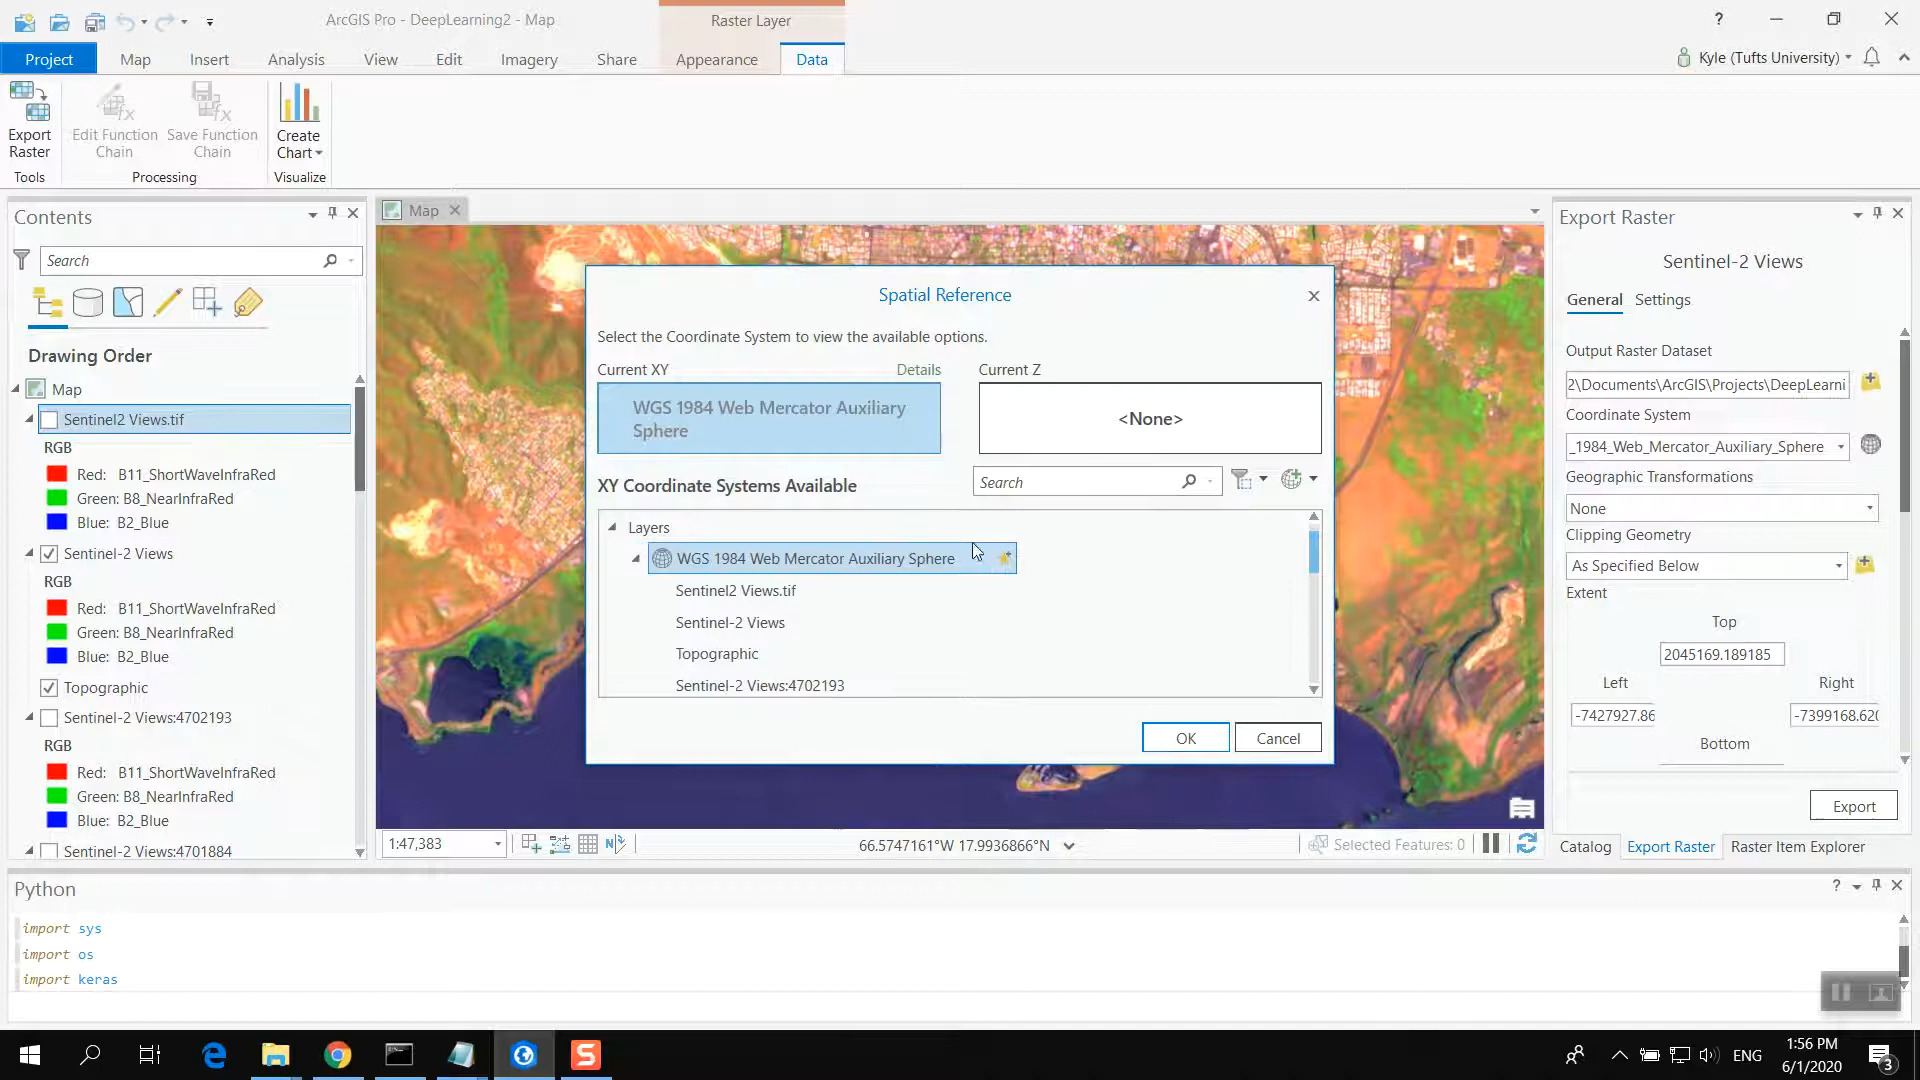 ArcGIS Pro - DeepLearning2 - Map
Raster Layer
?
Project
Map
Insert
Analysis
View
Edit
Imagery
Share
Appearance
Data
Kyle (Tufts University)
Export
Raster
Edit Function
Chain
Save Function
Chain
Create
Chart
Tools
Processing
Visualize
Contents
Search
Drawing Order
Map
Sentinel2 Views.tif
RGB
Red: B11_ShortWaveInfraRed
Green: B8_NearInfraRed
Blue: B2_Blue
Sentinel-2 Views
RGB
Red: B11_ShortWaveInfraRed
Green: B8_NearInfraRed
Blue: B2_Blue
Topographic
Sentinel-2 Views:4702193
RGB
Red: B11_ShortWaveInfraRed
Green: B8_NearInfraRed
Blue: B2_Blue
Sentinel-2 Views:4701884
Map
Spatial Reference
Select the Coordinate System to view the available options.
Current XY
Details
Current Z
WGS 1984 Web Mercator Auxiliary
Sphere
<None>
XY Coordinate Systems Available
Search
Layers
WGS 1984 Web Mercator Auxiliary Sphere
Sentinel2 Views.tif
Sentinel-2 Views
Topographic
Sentinel-2 Views:4702193
OK
Cancel
1:47,383
66.5747161°W 17.9936866°N
Selected Features: 0
Export Raster
Sentinel-2 Views
General
Settings
Output Raster Dataset
2\Documents\ArcGIS\Projects\DeepLearni
Coordinate System
_1984_Web_Mercator_Auxiliary_Sphere
Geographic Transformations
None
Clipping Geometry
As Specified Below
Extent
Top
2045169.189185
Left
Right
-7427927.86
-7399168.620
Bottom
Export
Catalog
Export Raster
Raster Item Explorer
Python
?
import sys
import os
import keras
ENG
1:56 PM
6/1/2020
3